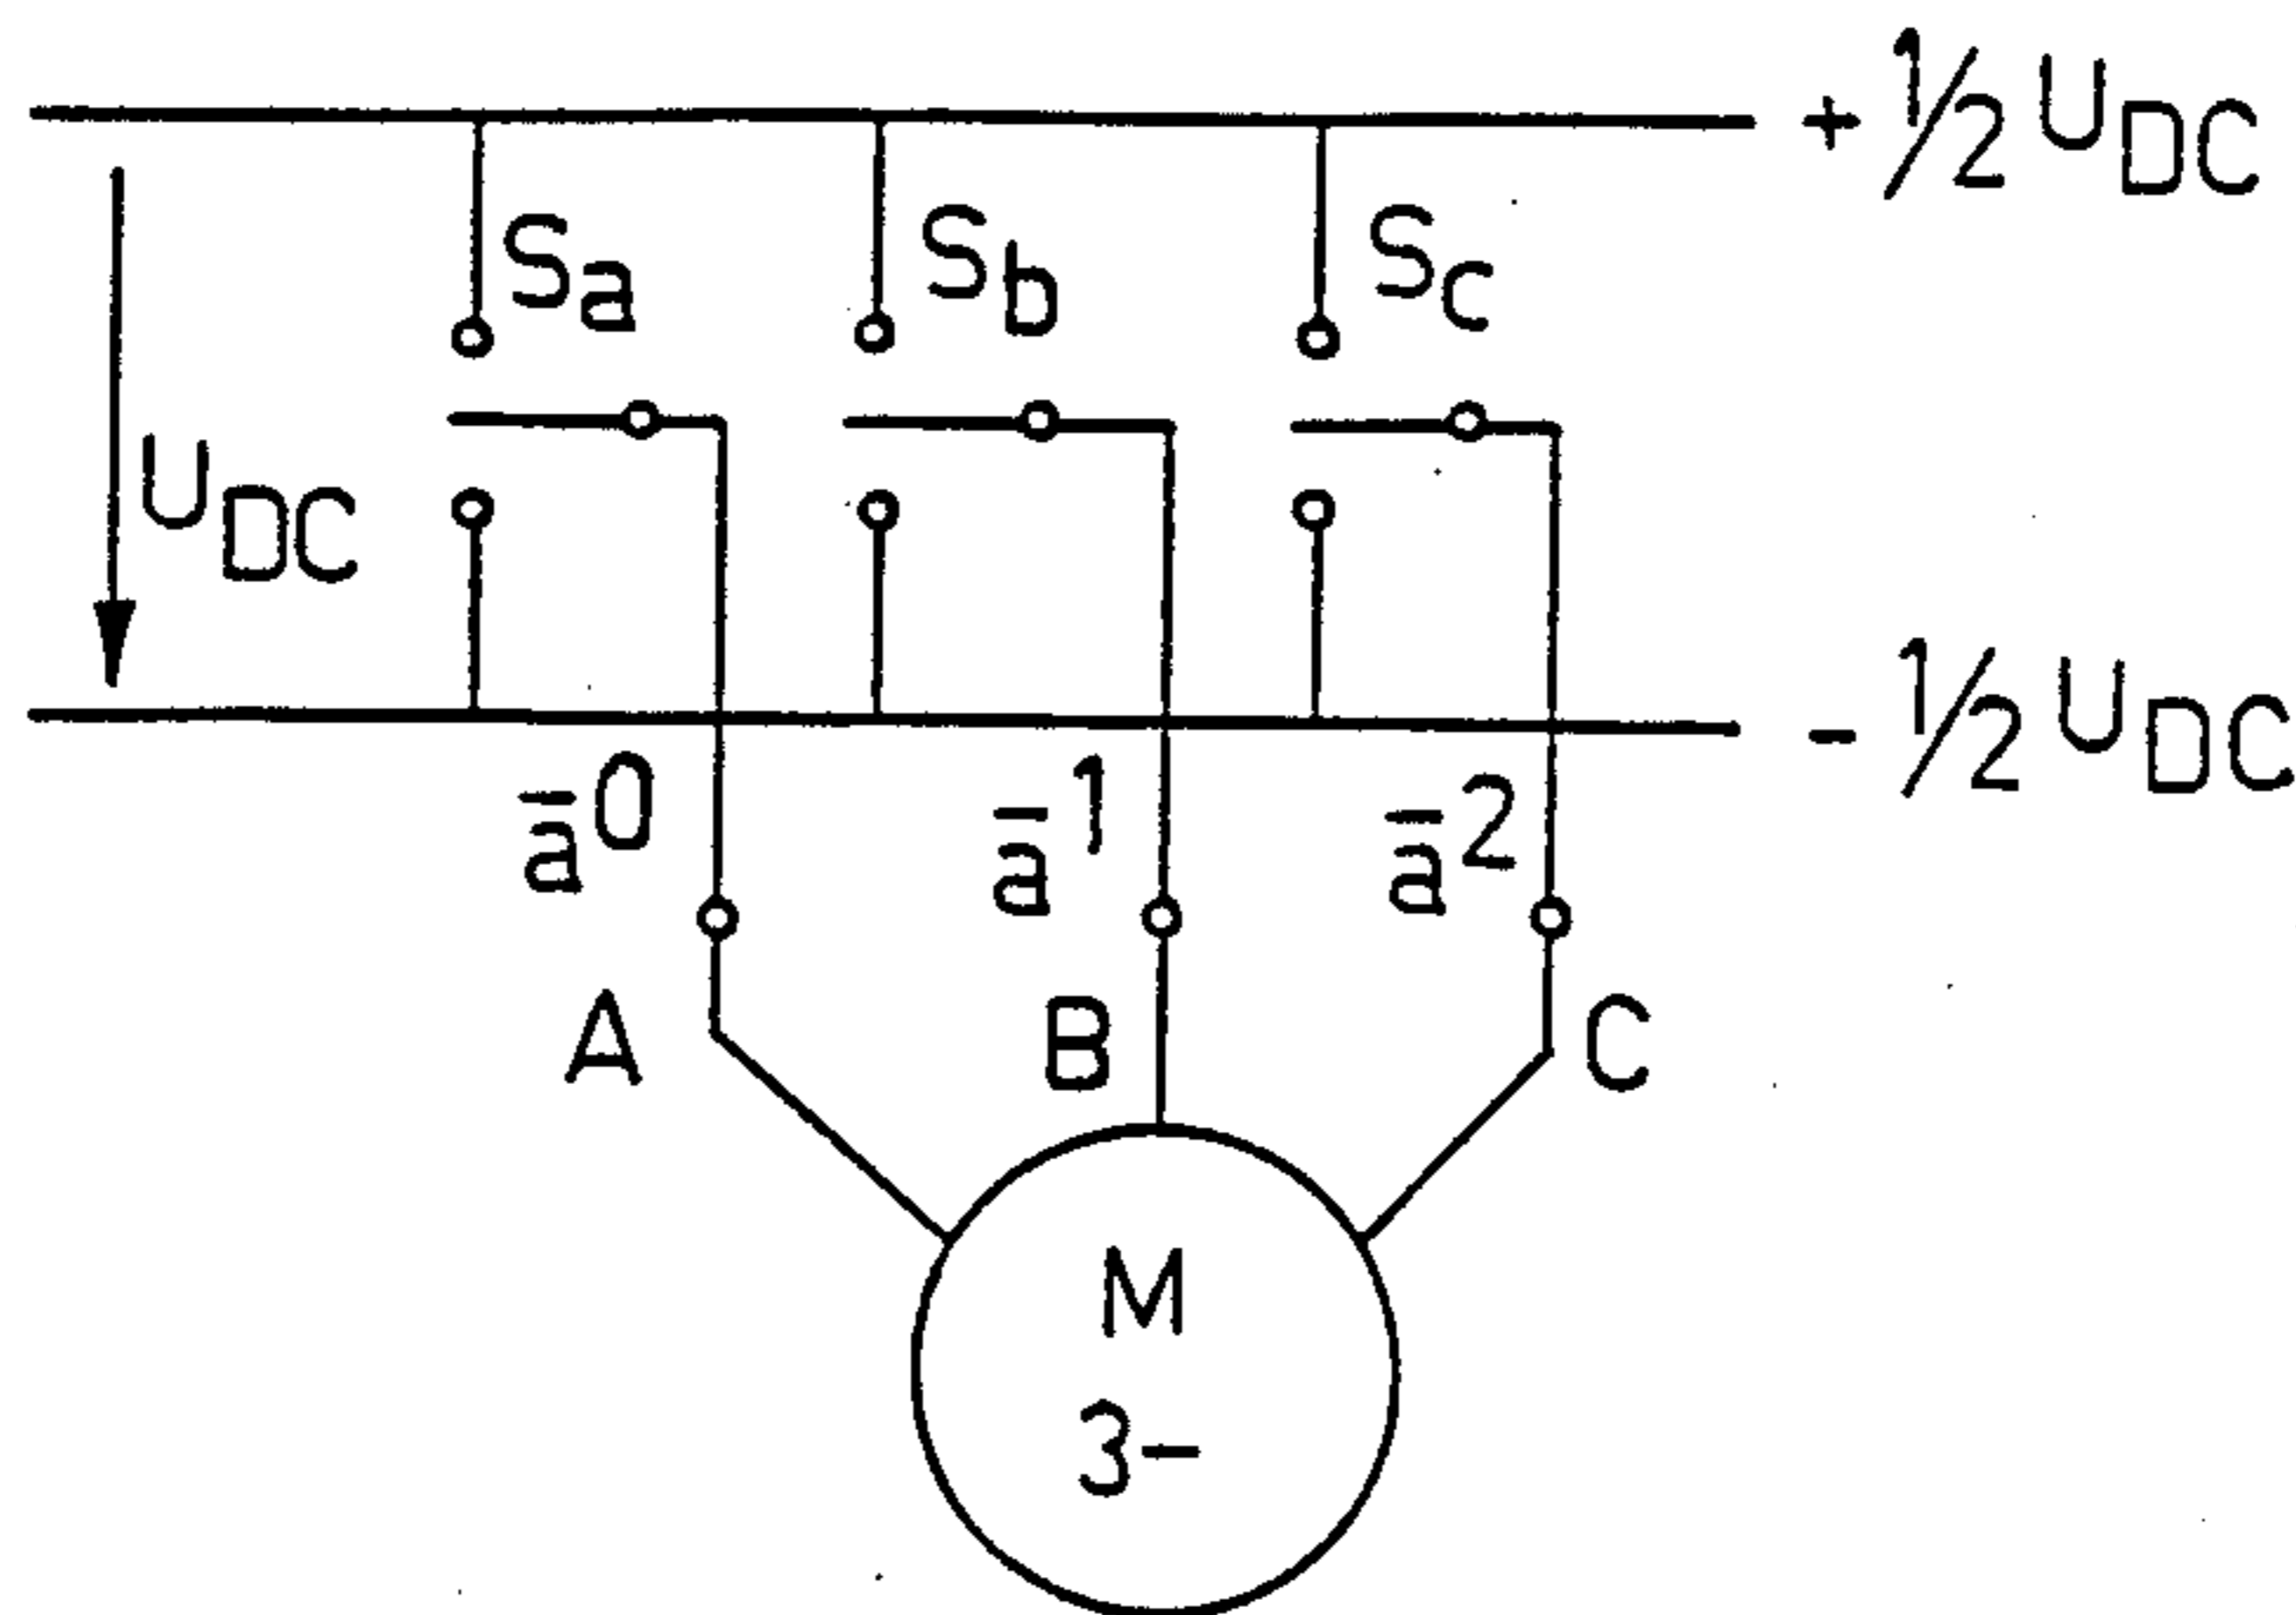 + 1/2 UDC
Sa Sb Sc
UDC
- 1/2 UDC
ā0 ā1 ā2
A B C
M
3-